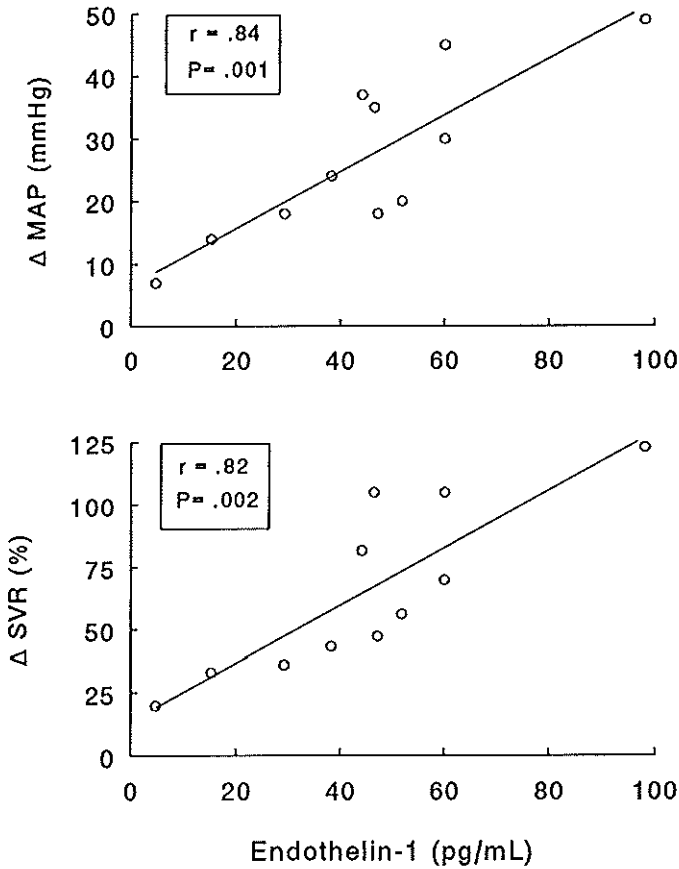 r = .84
P= .001
Δ MAP (mmHg)
50
40
30
20
10
0
0 20 40 60 80 100
r = .82
P= .002
Δ SVR (%)
125
100
75
50
25
0
0 20 40 60 80 100
Endothelin-1 (pg/mL)